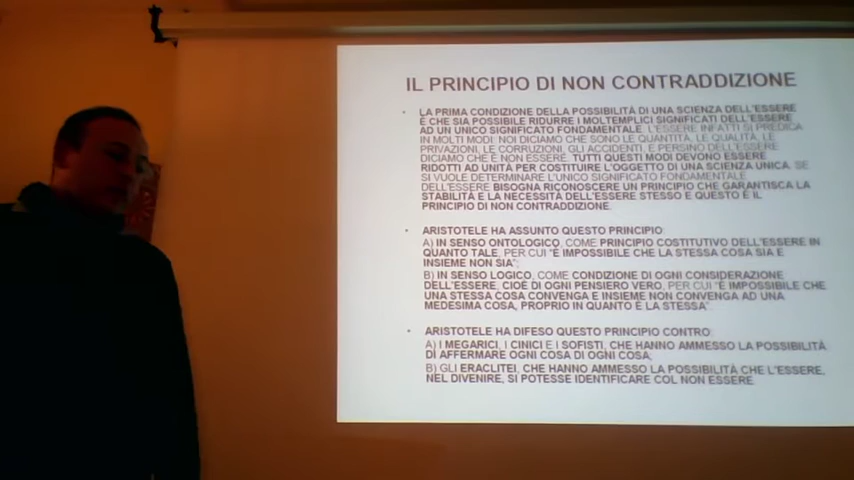 IL PRINCIPIO DI NON CONTRADDIZIONE
• LA PRIMA CONDIZIONE DELLA POSSIBILITÀ DI UNA SCIENZA DELL'ESSERE
È CHE SIA POSSIBILE RIDURRE I MOLTEMPLICI SIGNIFICATI DELL'ESSERE
AD UN UNICO SIGNIFICATO FONDAMENTALE. L'ESSERE INFATTI SI PREDICA
IN MOLTI MODI: NOI DICIAMO CHE SONO LE QUANTITÀ, LE QUALITÀ, LE
PRIVAZIONI, LE CORRUZIONI, GLI ACCIDENTI, E PERSINO DELL'ESSERE
DICIAMO CHE È NON ESSERE. TUTTI QUESTI MODI DEVONO ESSERE
RIDOTTI AD UNITÀ PER COSTITUIRE L'OGGETTO DI UNA SCIENZA UNICA. SE
SI VUOLE DETERMINARE L'UNICO SIGNIFICATO FONDAMENTALE
DELL'ESSERE BISOGNA RICONOSCERE UN PRINCIPIO CHE GARANTISCA LA
STABILITÀ E LA NECESSITÀ DELL'ESSERE STESSO E QUESTO È IL
PRINCIPIO DI NON CONTRADDIZIONE.
• ARISTOTELE HA ASSUNTO QUESTO PRINCIPIO:
A) IN SENSO ONTOLOGICO, COME PRINCIPIO COSTITUTIVO DELL'ESSERE IN
QUANTO TALE, PER CUI "È IMPOSSIBILE CHE LA STESSA COSA SIA E
INSIEME NON SIA";
B) IN SENSO LOGICO, COME CONDIZIONE DI OGNI CONSIDERAZIONE
DELL'ESSERE, CIOÈ DI OGNI PENSIERO VERO, PER CUI "È IMPOSSIBILE CHE
UNA STESSA COSA CONVENGA E INSIEME NON CONVENGA AD UNA
MEDESIMA COSA, PROPRIO IN QUANTO È LA STESSA".
• ARISTOTELE HA DIFESO QUESTO PRINCIPIO CONTRO:
A) I MEGARICI, I CINICI E I SOFISTI, CHE HANNO AMMESSO LA POSSIBILITÀ
DI AFFERMARE OGNI COSA DI OGNI COSA;
B) GLI ERACLITEI, CHE HANNO AMMESSO LA POSSIBILITÀ CHE L'ESSERE,
NEL DIVENIRE, SI POTESSE IDENTIFICARE COL NON ESSERE.